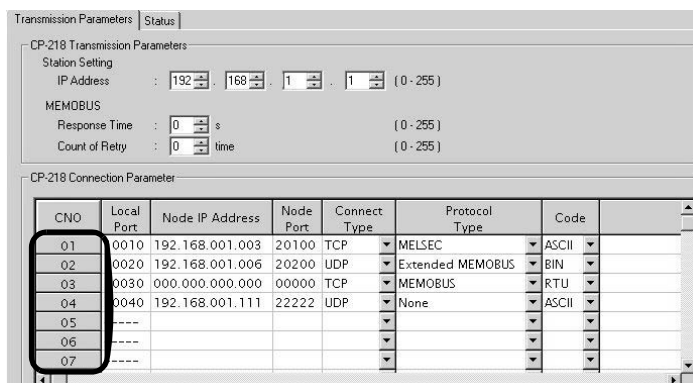 Transmission Parameters Status
CP-218 Transmission Parameters
Station Setting
IP Address : 192 . 168 . 1 . 1 ( 0 - 255 )
MEMOBUS
Response Time : 0 s ( 0 - 255 )
Count of Retry : 0 time ( 0 - 255 )
CP-218 Connection Parameter
CNO Local Port Node IP Address Node Port Connect Type Protocol Type Code
01 0010 192.168.001.003 20100 TCP MELSEC ASCII
02 0020 192.168.001.006 20200 UDP Extended MEMOBUS BIN
03 0030 000.000.000.000 00000 TCP MEMOBUS RTU
04 0040 192.168.001.111 22222 UDP None ASCII
05 ----
06 ----
07 ----